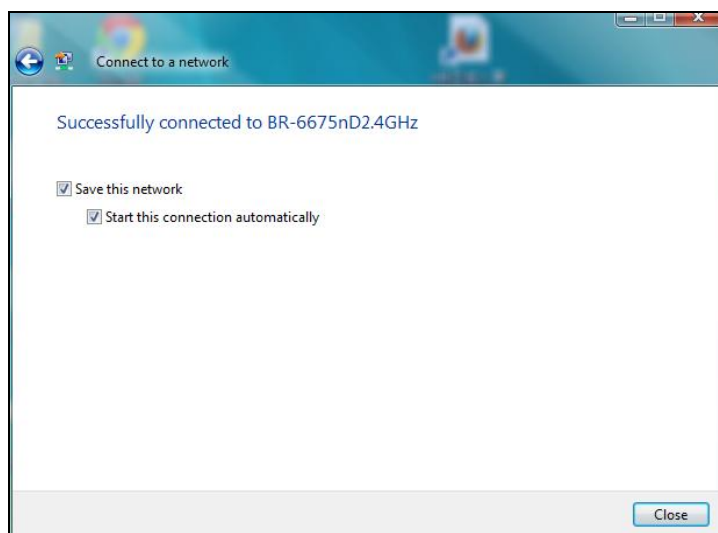 Connect to a network
Successfully connected to BR-6675nD2.4GHz
Save this network
Start this connection automatically
Close